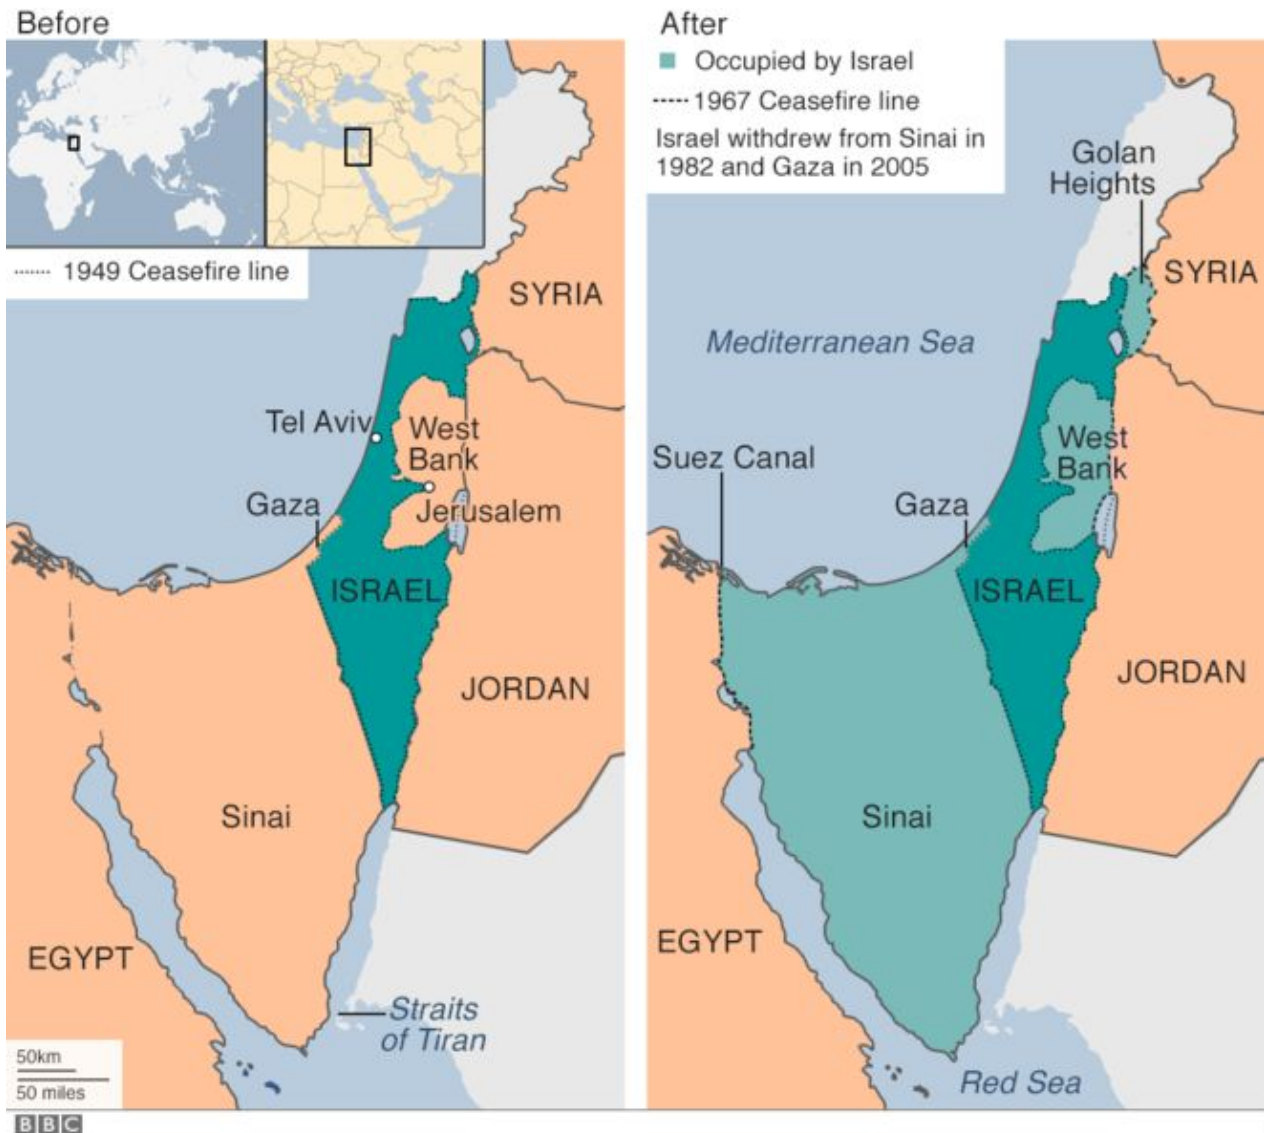 Before
1949 Ceasefire line
SYRIA
Tel Aviv
West
Bank
Gaza
Jerusalem
ISRAEL
JORDAN
Sinai
EGYPT
Straits
of Tiran
50km
50 miles
After
Occupied by Israel
1967 Ceasefire line
Israel withdrew from Sinai in
1982 and Gaza in 2005
Golan
Heights
SYRIA
Mediterranean Sea
Suez Canal
West
Bank
Gaza
ISRAEL
JORDAN
Sinai
EGYPT
Red Sea
BBC